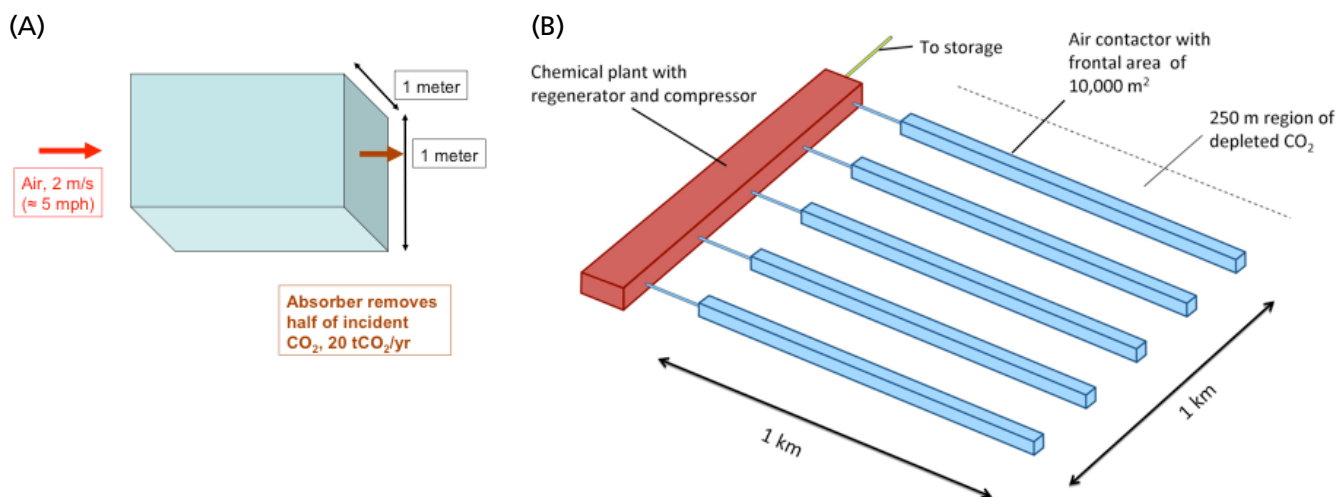 (A)
1 meter
1 meter
Air, 2 m/s
(≈ 5 mph)
Absorber removes
half of incident
CO₂, 20 tCO₂/yr
(B)
To storage
Chemical plant with
regenerator and compressor
Air contactor with
frontal area of
10,000 m²
250 m region of
depleted CO₂
1 km
1 km